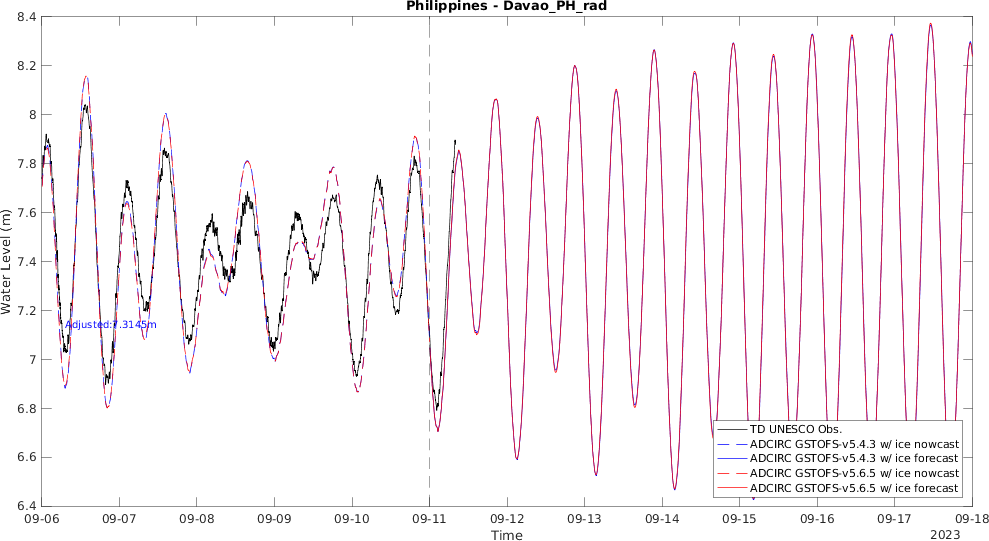 Philippines - Davao_PH_rad
8.4
8.2
8
7.8
7.6
7.4
7.2
7
6.8
6.6
6.4
Water Level (m)
Adjusted:7.3145m
TD UNESCO Obs.
ADCIRC GSTOFS-v5.4.3 w/ ice nowcast
ADCIRC GSTOFS-v5.4.3 w/ ice forecast
ADCIRC GSTOFS-v5.6.5 w/ ice nowcast
ADCIRC GSTOFS-v5.6.5 w/ ice forecast
09-06 09-07 09-08 09-09 09-10 09-11 09-12 09-13 09-14 09-15 09-16 09-17 09-18
Time
2023